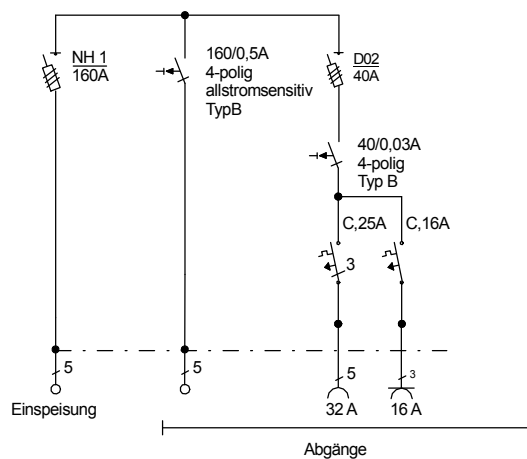 NH 1
160A
160/0,5A
4-polig
allstromsensitiv
TypB
D02
40A
40/0,03A
4-polig
Typ B
C,25A
C,16A
3
5
5
5
3
Einspeisung
32 A
16 A
Abgänge